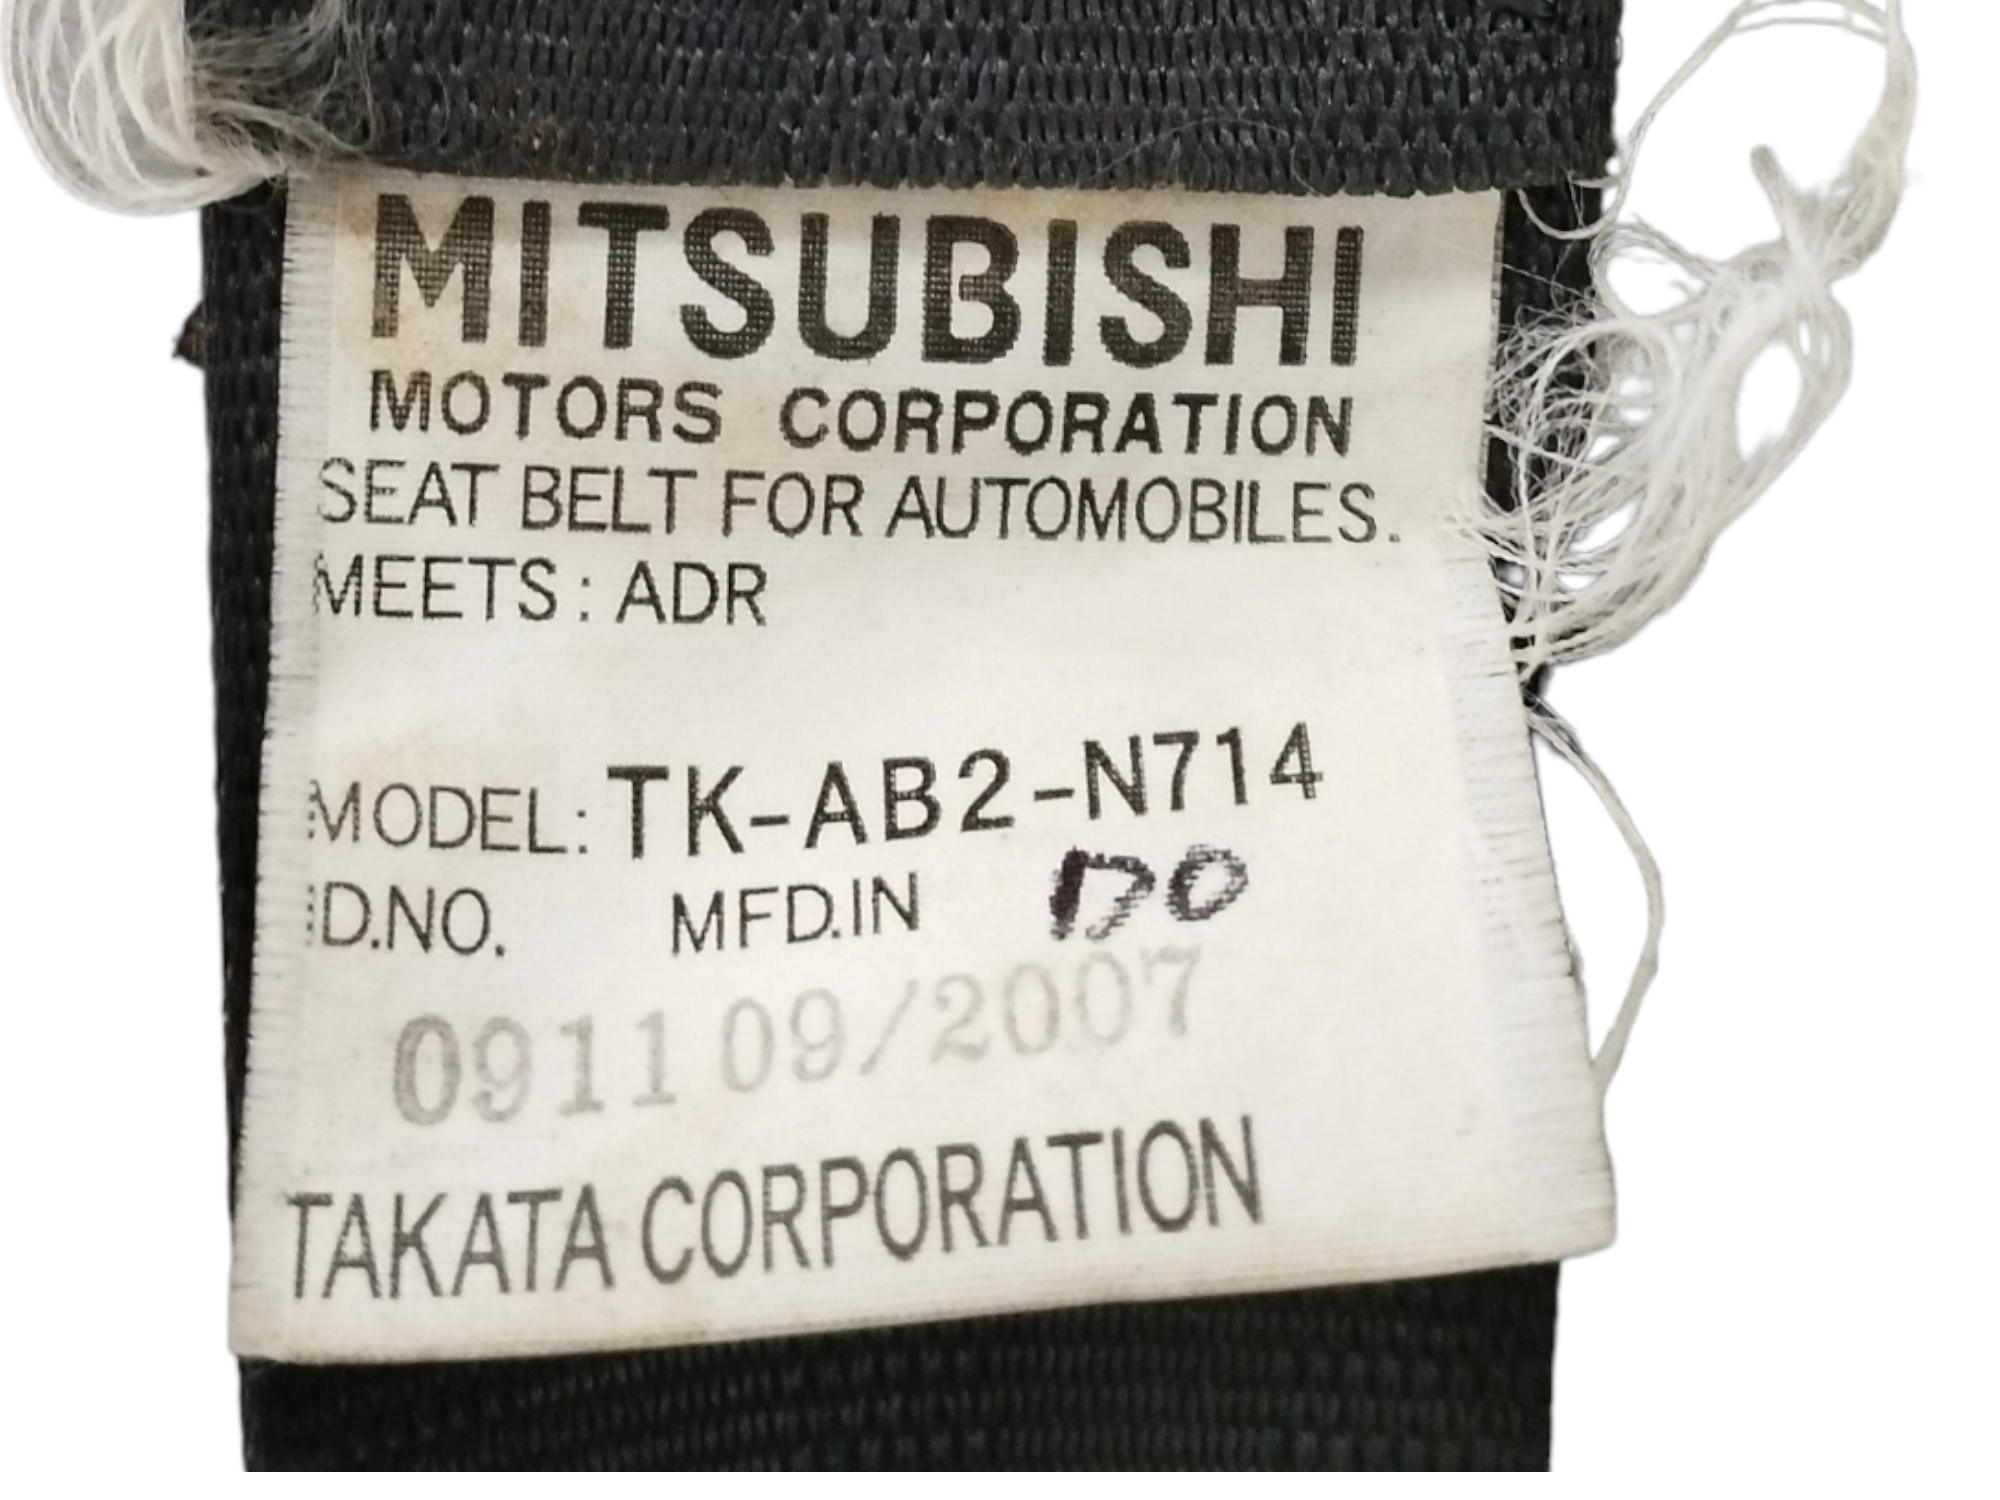 MITSUBISHI
MOTORS CORPORATION
SEAT BELT FOR AUTOMOBILES.
MEETS : ADR
MODEL: TK-AB2-N714
ID.NO. MFD.IN
0911 09/2007
TAKATA CORPORATION